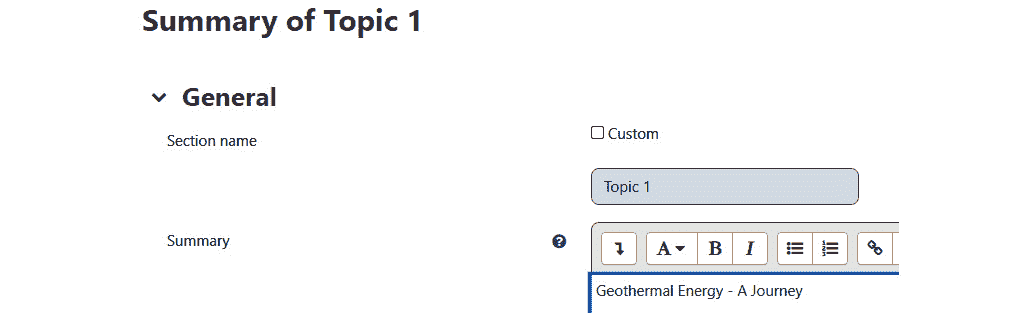 Summary of Topic 1
General
Section name
Custom
Topic 1
Summary
A B I
Geothermal Energy - A Journey